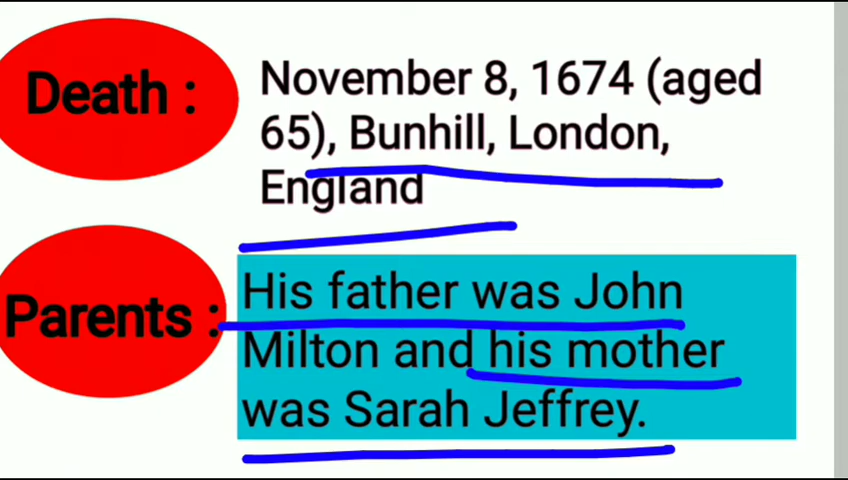 Death :
November 8, 1674 (aged
65), Bunhill, London,
England
Parents :
His father was John
Milton and his mother
was Sarah Jeffrey.